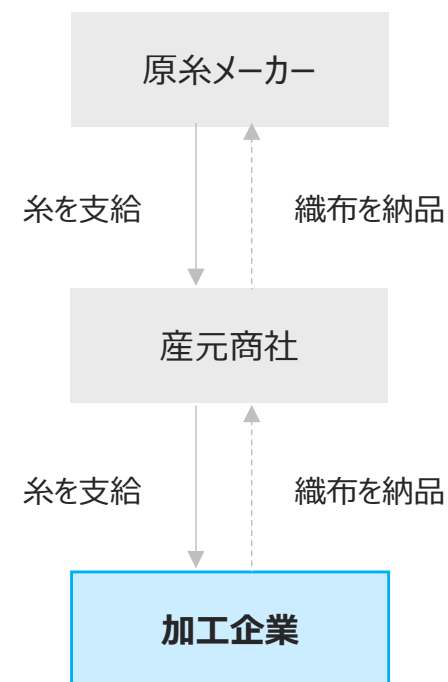 原糸メーカー
糸を支給
織布を納品
産元商社
糸を支給
織布を納品
加工企業